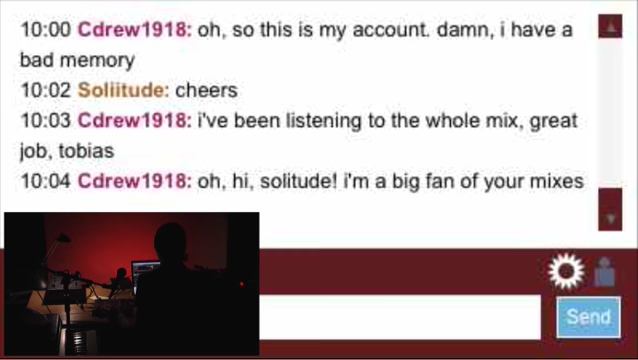 10:00 Cdrew1918: oh, so this is my account. damn, i have a
bad memory
10:02 Soliitude: cheers
10:03 Cdrew1918: i've been listening to the whole mix, great
job, tobias
10:04 Cdrew1918: oh, hi, solitude! i'm a big fan of your mixes
Send